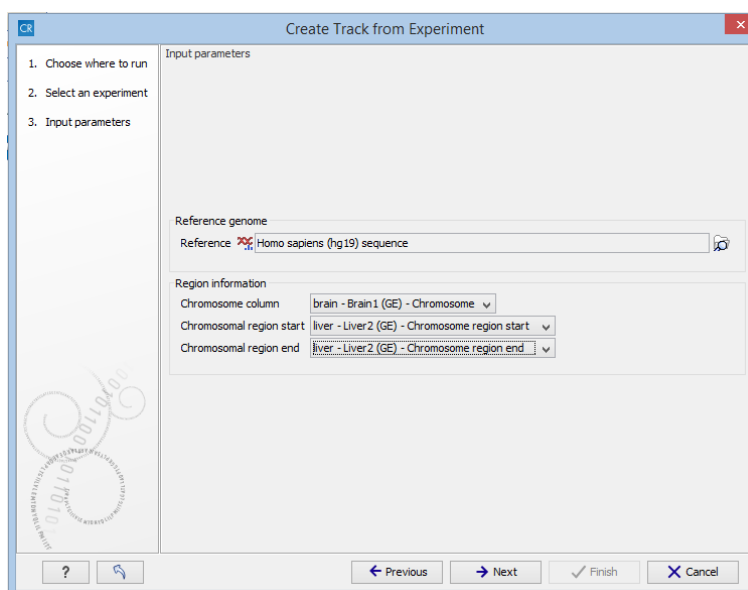 CR
Create Track from Experiment
1. Choose where to run
2. Select an experiment
3. Input parameters
Input parameters
Reference genome
Reference Homo sapiens (hg19) sequence
Region information
Chromosome column brain - Brain1 (GE) - Chromosome
Chromosomal region start liver - Liver2 (GE) - Chromosome region start
Chromosomal region end liver - Liver2 (GE) - Chromosome region end
? Previous Next Finish Cancel